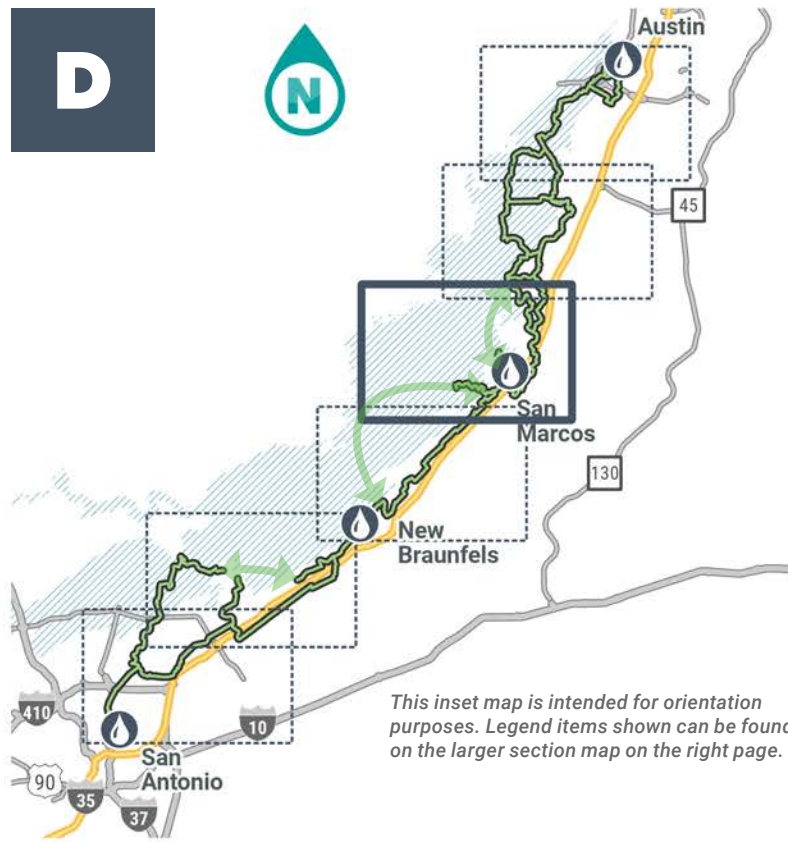 D
N
Austin
45
San
Marcos
130
New
Braunfels
This inset map is intended for orientation
purposes. Legend items shown can be found
on the larger section map on the right page.
410
10
San
Antonio
90
35
37